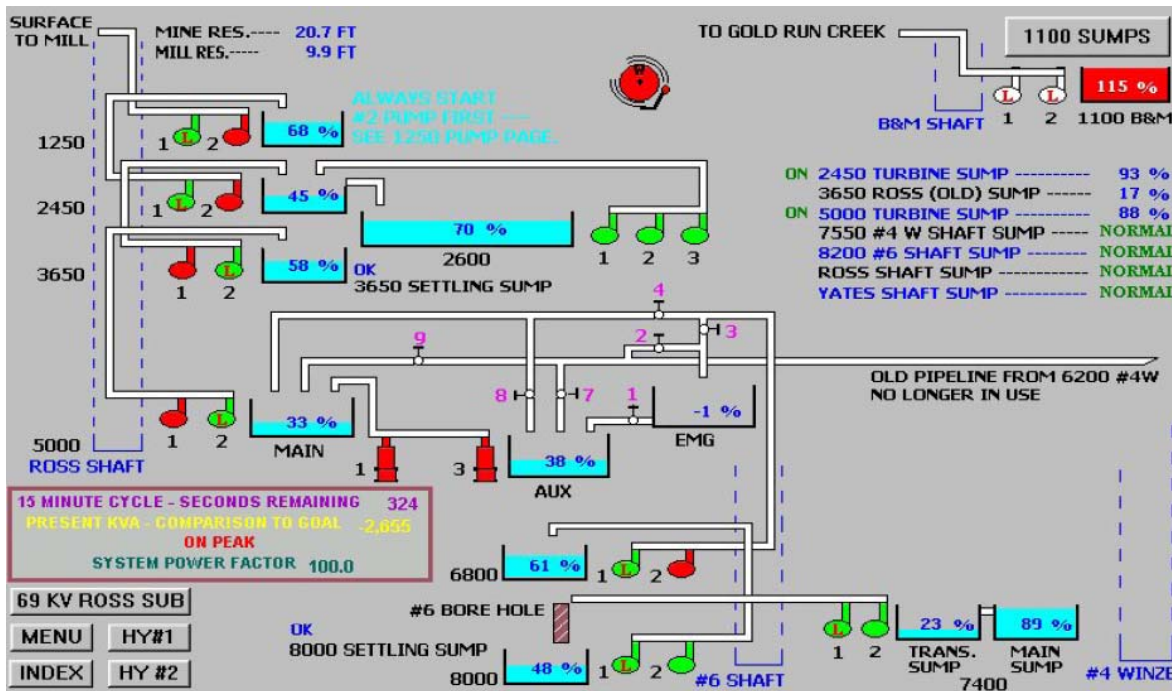 SURFACE
TO MILL
MINE RES.---- 20.7 FT
MILL RES.----- 9.9 FT
TO GOLD RUN CREEK
1100 SUMPS
L L
115 %
1 2 1100 B&M
B&M SHAFT
ALWAYS START
#2 PUMP FIRST ----
SEE 1250 PUMP PAGE.
1250
1 L 2
68 %
2450
1 L 2
45 %
70 %
2600
1 2 3
3650
1 2 L
58 %
OK
3650 SETTLING SUMP
ON 2450 TURBINE SUMP ---------- 93 %
3650 ROSS (OLD) SUMP ------ 17 %
ON 5000 TURBINE SUMP ---------- 88 %
7550 #4 W SHAFT SUMP ----- NORMAL
8200 #6 SHAFT SUMP --------- NORMAL
ROSS SHAFT SUMP ------------ NORMAL
YATES SHAFT SUMP ---------- NORMAL
4
9 2 3
8 7 1
OLD PIPELINE FROM 6200 #4W
NO LONGER IN USE
5000
ROSS SHAFT
1 2 L
33 %
MAIN
1 3
38 %
AUX
-1 %
EMG
15 MINUTE CYCLE - SECONDS REMAINING 324
PRESENT KVA - COMPARISON TO GOAL -2,655
ON PEAK
SYSTEM POWER FACTOR 100.0
6800
61 %
1 L 2
#6 BORE HOLE
OK
8000 SETTLING SUMP
8000
48 %
1 L 2
#6 SHAFT
L
1 2
23 %
TRANS.
SUMP
89 %
MAIN
SUMP
7400
#4 WINZE
69 KV ROSS SUB
MENU HY#1
INDEX HY #2